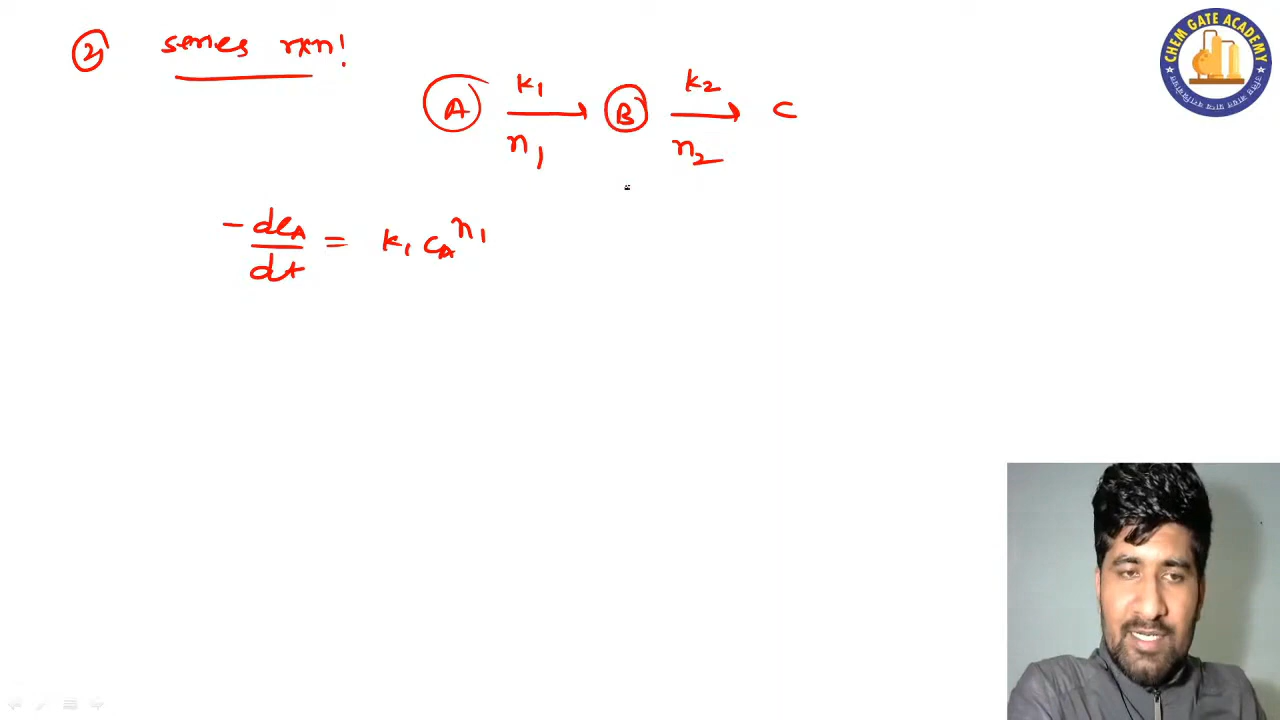 ② series rxn!
A k₁ B k₂ C
n₁ n₂
-dCA/dt = k₁ CA^n₁
CHEM GATE ACADEMY